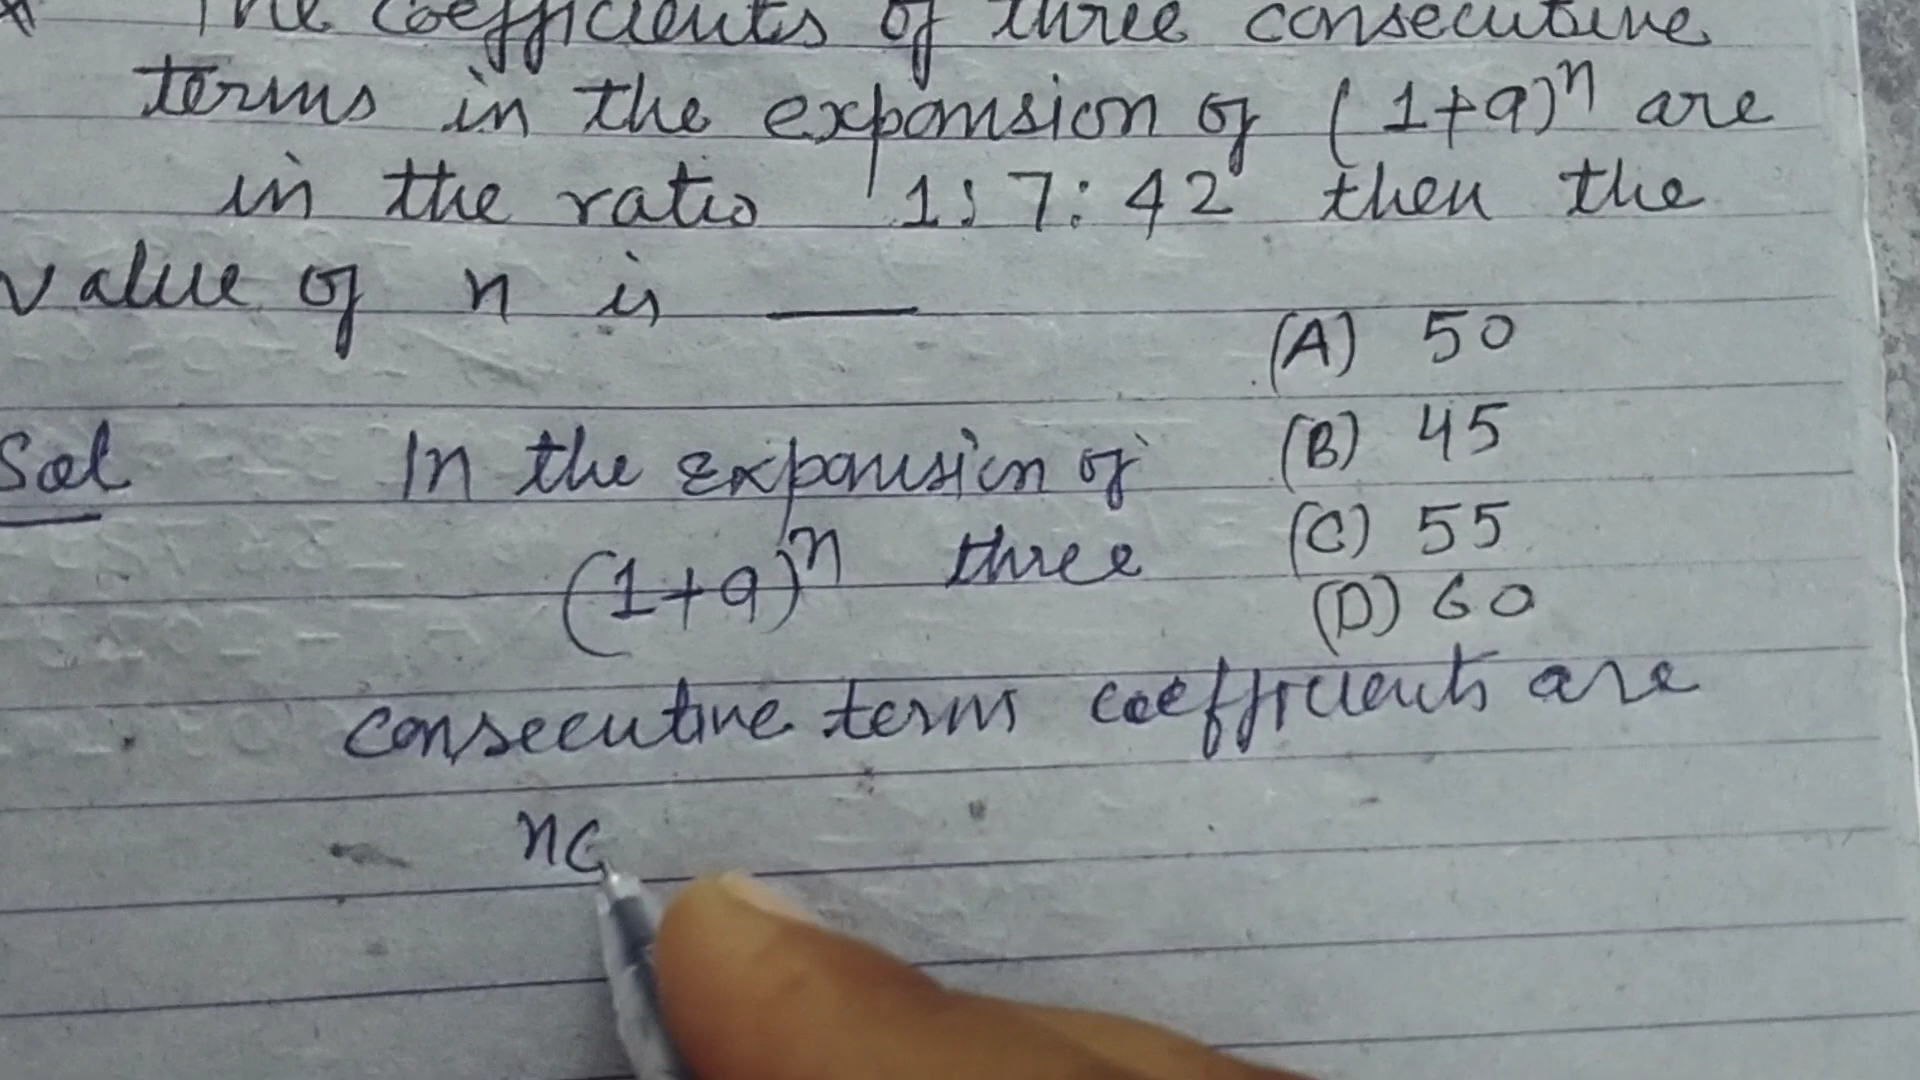 The coefficients of three consecutive
terms in the expansion of (1+a)ⁿ are
in the ratio 1:7:42 then the
value of n is ___
(A) 50
(B) 45
(C) 55
(D) 60
Sol In the expansion of
(1+a)ⁿ three
consecutive terms coefficients are
nC